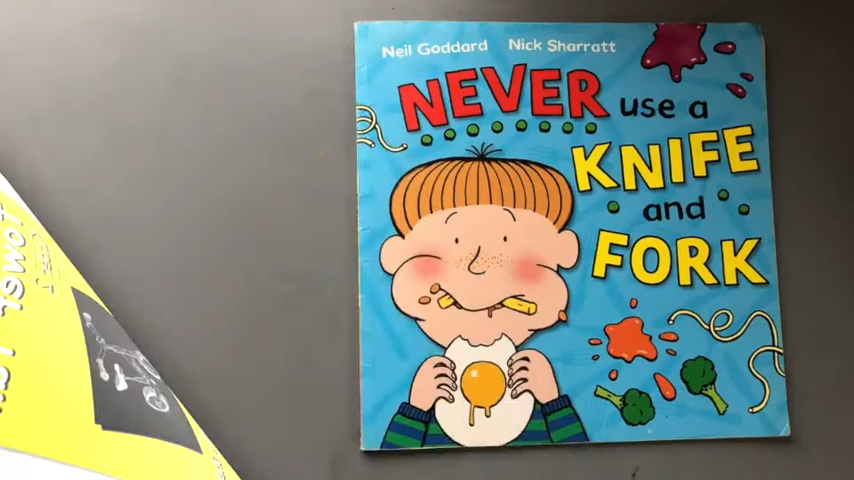 Neil Goddard Nick Sharratt
NEVER use a
KNIFE
and
FORK